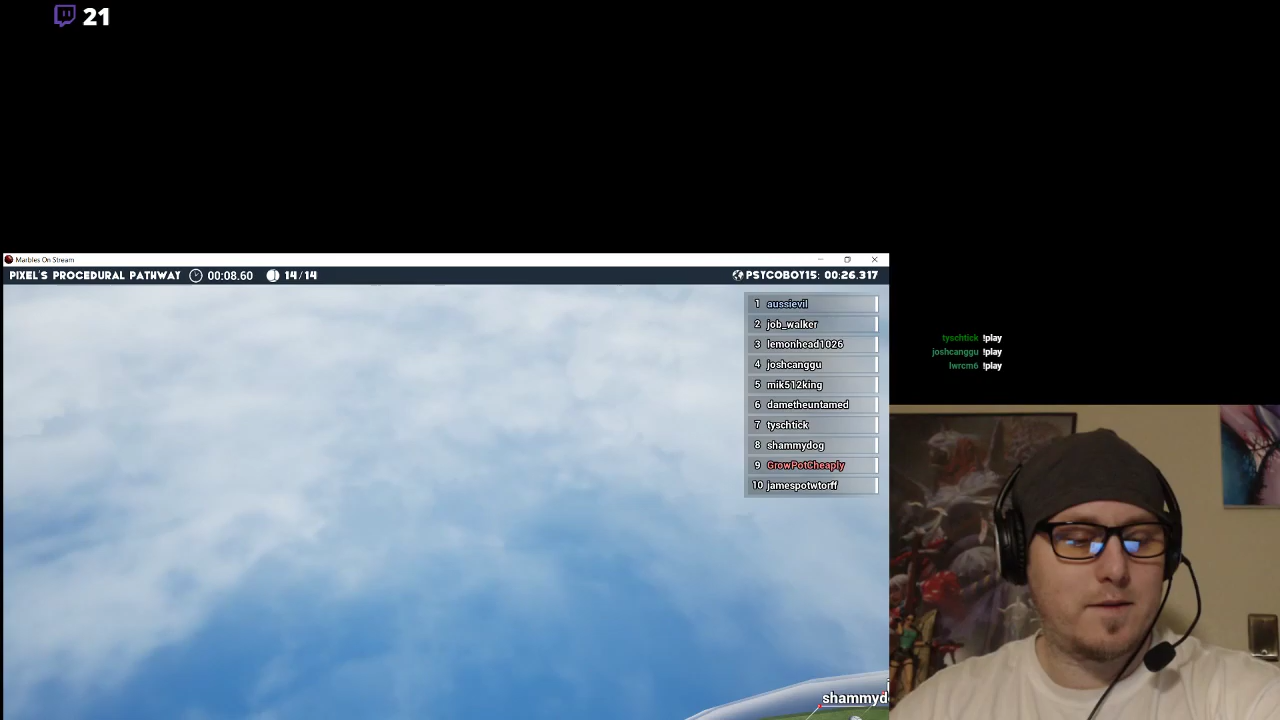 21
Marbles On Stream
PIXEL'S PROCEDURAL PATHWAY 00:08.60 14/14 PSYCOBOY15: 00:26.317
1 aussievil
2 job_walker
3 lemonhead1026
4 joshcanggu
5 mik512king
6 dametheuntamed
7 tyschtick
8 shammydog
9 GrowPotCheaply
10 jamespotwtorff
tyschtick !play
joshcanggu !play
lwrcm6 !play
shammyd